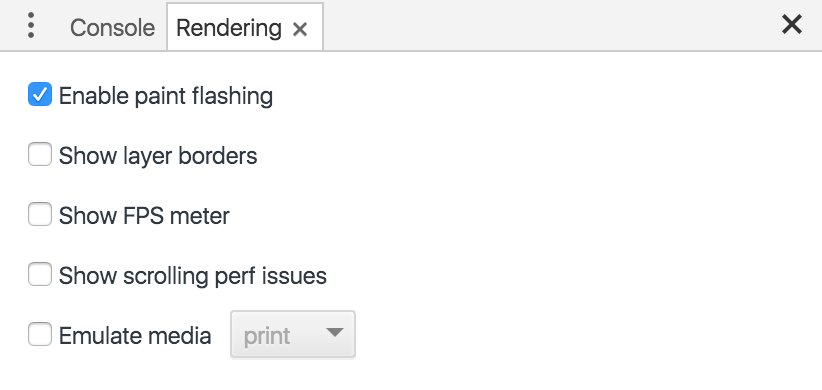 Console Rendering
Enable paint flashing
Show layer borders
Show FPS meter
Show scrolling perf issues
Emulate media print